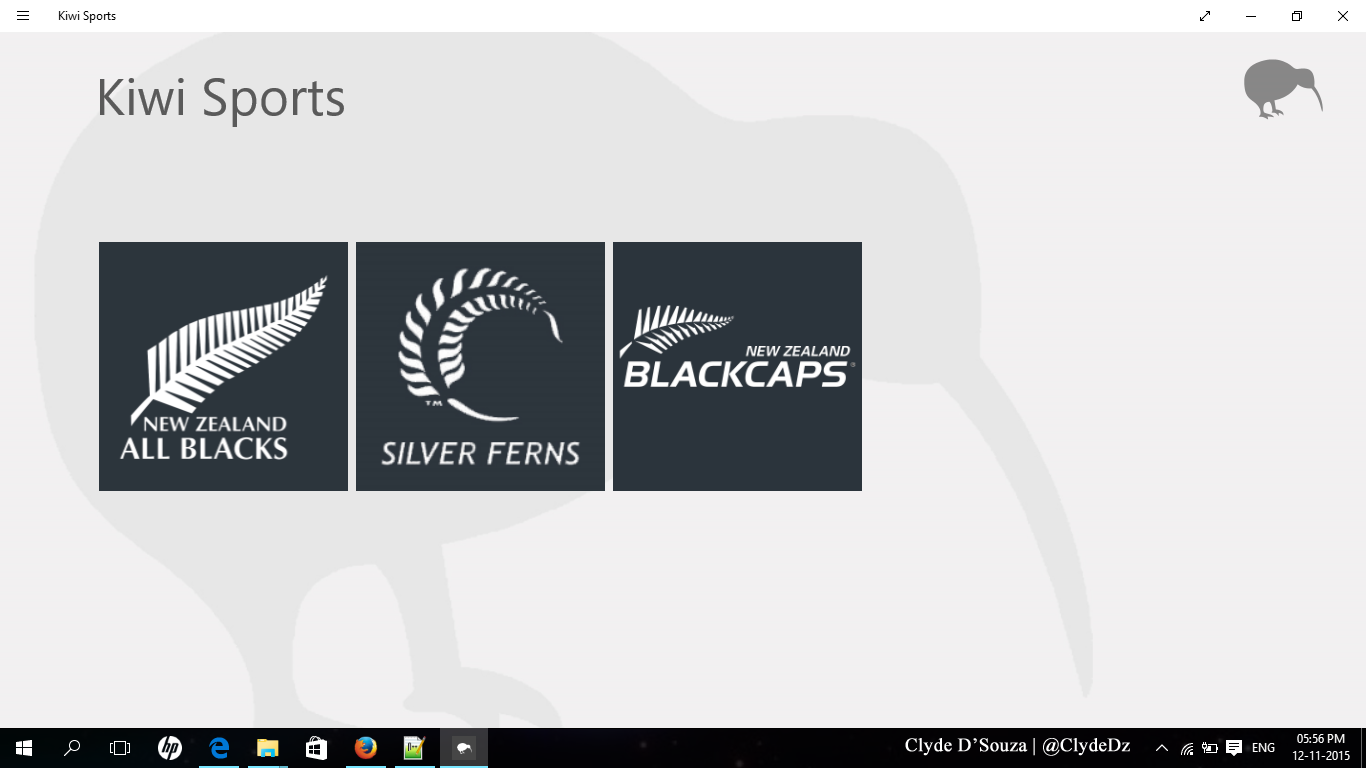 Kiwi Sports
Kiwi Sports
NEW ZEALAND
ALL BLACKS
TM
SILVER FERNS
NEW ZEALAND
BLACKCAPS®
hp
Clyde D’Souza | @ClydeDz
ENG
05:56 PM
12-11-2015